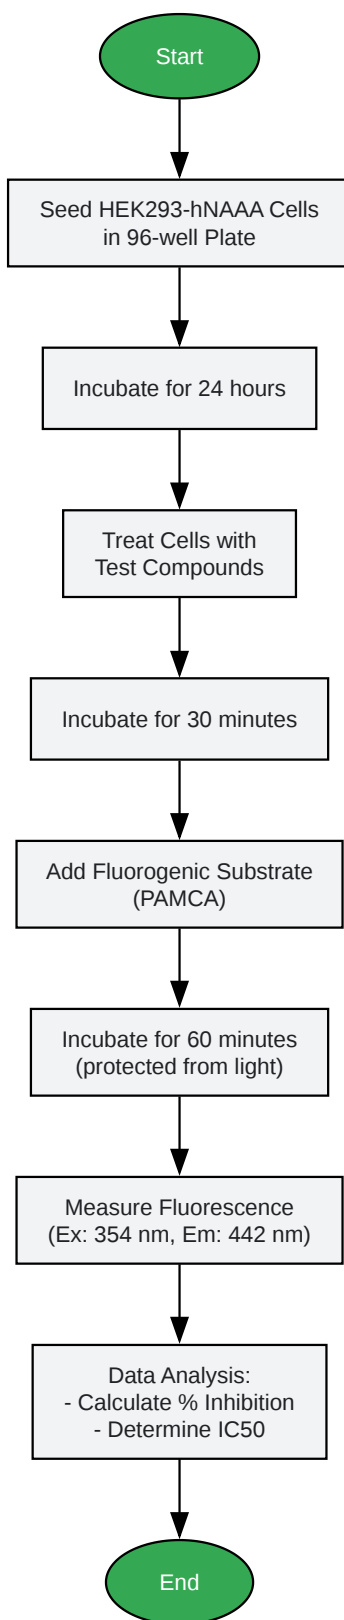 Start
Seed HEK293-hNAAA Cells
in 96-well Plate
Incubate for 24 hours
Treat Cells with
Test Compounds
Incubate for 30 minutes
Add Fluorogenic Substrate
(PAMCA)
Incubate for 60 minutes
(protected from light)
Measure Fluorescence
(Ex: 354 nm, Em: 442 nm)
Data Analysis:
- Calculate % Inhibition
- Determine IC50
End